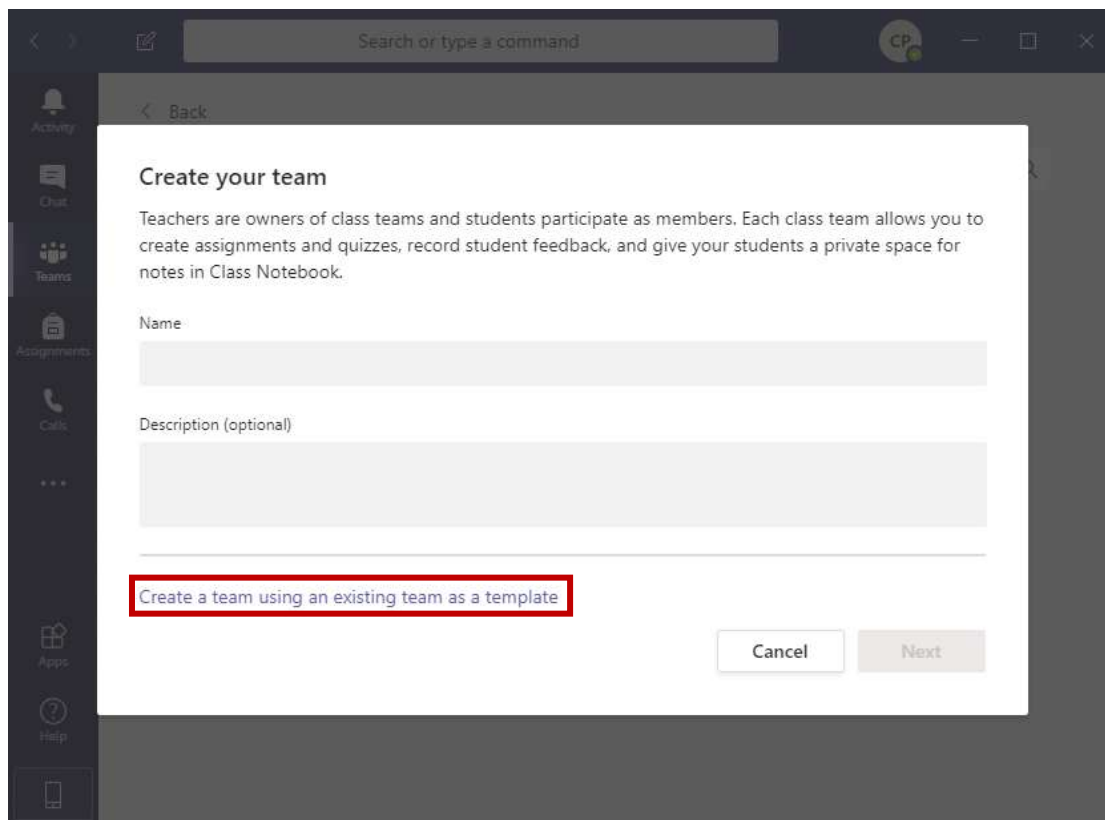 Search or type a command
CP
Activity
Back
Chat
Teams
Assignments
Calls
Apps
Help
Create your team
Teachers are owners of class teams and students participate as members. Each class team allows you to
create assignments and quizzes, record student feedback, and give your students a private space for
notes in Class Notebook.
Name
Description (optional)
Create a team using an existing team as a template
Cancel Next